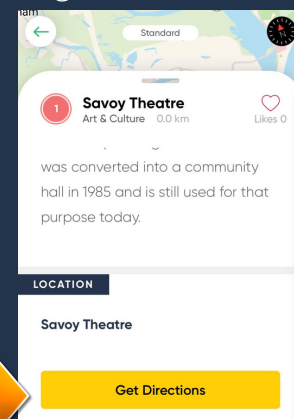 Standard
1
Savoy Theatre
Art & Culture 0.0 km
Likes 0
was converted into a community
hall in 1985 and is still used for that
purpose today.
LOCATION
Savoy Theatre
Get Directions